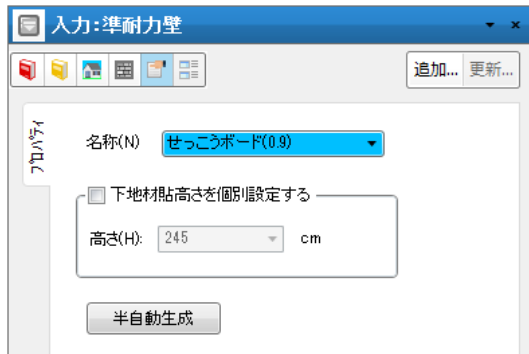 入力:準耐力壁
追加... 更新...
プロパティ
名称(N) せっこうボード(0.9)
下地材貼高さを個別設定する
高さ(H): 245 cm
半自動生成